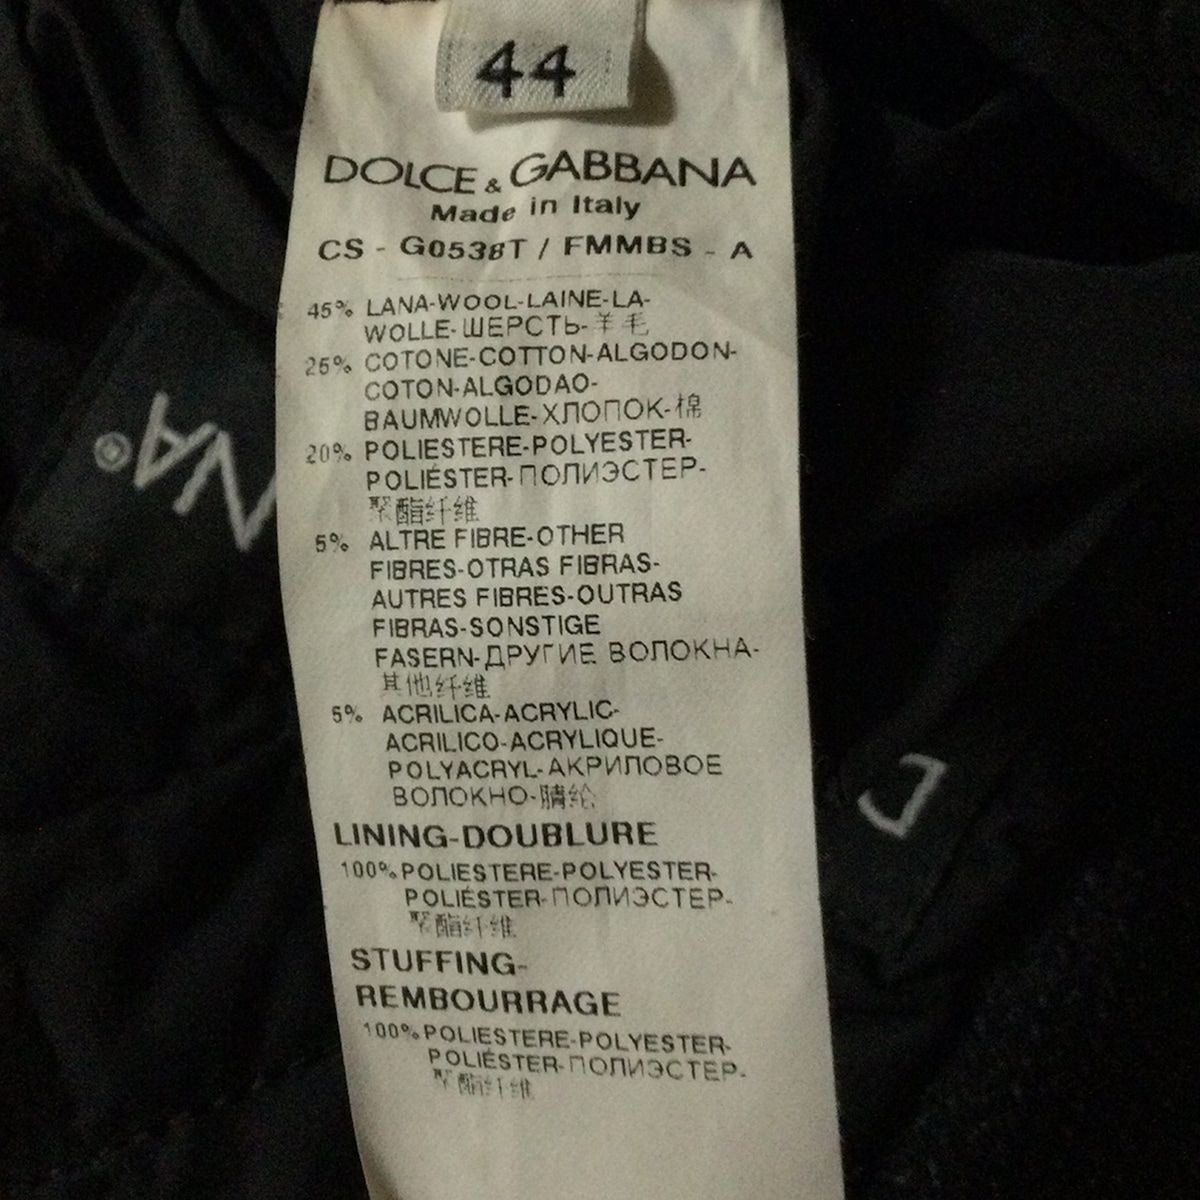 44
DOLCE & GABBANA
Made in Italy
CS - G0538T / FMMBS - A
45% LANA-WOOL-LAINE-LA-
WOLLE-ШЕРСТЬ-羊毛
25% COTONE-COTTON-ALGODON-
COTON-ALGODAO-
BAUMWOLLE-ХЛОПОК-棉
20% POLIESTERE-POLYESTER-
POLIÉSTER-ПОЛИЭСТЕР-
聚酯纤维
5% ALTRE FIBRE-OTHER
FIBRES-OTRAS FIBRAS-
AUTRES FIBRES-OUTRAS
FIBRAS-SONSTIGE
FASERN-ДРУГИЕ ВОЛОКНА-
其他纤维
5% ACRILICA-ACRYLIC-
ACRILICO-ACRYLIQUE-
POLYACRYL-АКРИЛОВОЕ
ВОЛОКНО-腈纶
LINING-DOUBLURE
100% POLIESTERE-POLYESTER-
POLIÉSTER-ПОЛИЭСТЕР-
聚酯纤维
STUFFING-
REMBOURRAGE
100% POLIESTERE-POLYESTER-
POLIÉSTER-ПОЛИЭСТЕР-
聚酯纤维